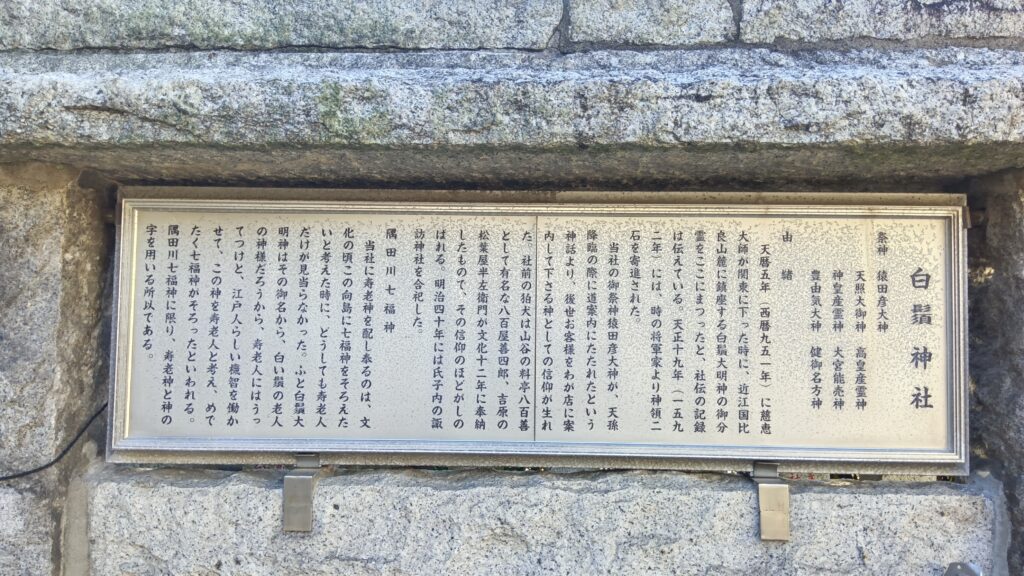 白鬚神社
祭神　猿田彦大神
天照大御神　高皇産霊神
神皇産霊神　大宮能売神
豊由気大神　健御名方神
由緒
天暦五年（西暦九五一年）に慈恵
大師が関東に下った時に、近江国比
良山麓に鎮座する白鬚大明神の御分
霊をここにまつったと、社伝の記録
は伝えている。天正十九年（一五九
二年）には、時の将軍家より神領二
石を寄進された。
当社の御祭神猿田彦大神が、天孫
降臨の際に道案内にたたれたという
神話より、後世お客様をわが店に案
内して下さる神としての信仰が生れ
た。社前の狛犬は山谷の料亭八百善
として有名な八百屋善四郎、吉原の
松葉屋半左衛門が文化十二年に奉納
したもので、その信仰のほどがしの
ばれる。明治四十年には氏子内の諏
訪神社を合祀した。
隅田川七福神
当社に寿老神を配し奉るのは、文
化の頃この向島に七福神をそろえた
いと考えた時に、どうしても寿老人
だけが見当らなかった。ふと白鬚大
明神はその御名から、白い鬚の老人
の神様だろうから、寿老人にはうっ
てつけと、江戸人らしい機智を働か
せて、この神を寿老人と考え、めで
たく七福神がそろったといわれる。
隅田川七福神に限り、寿老神と神の
字を用いる所以である。